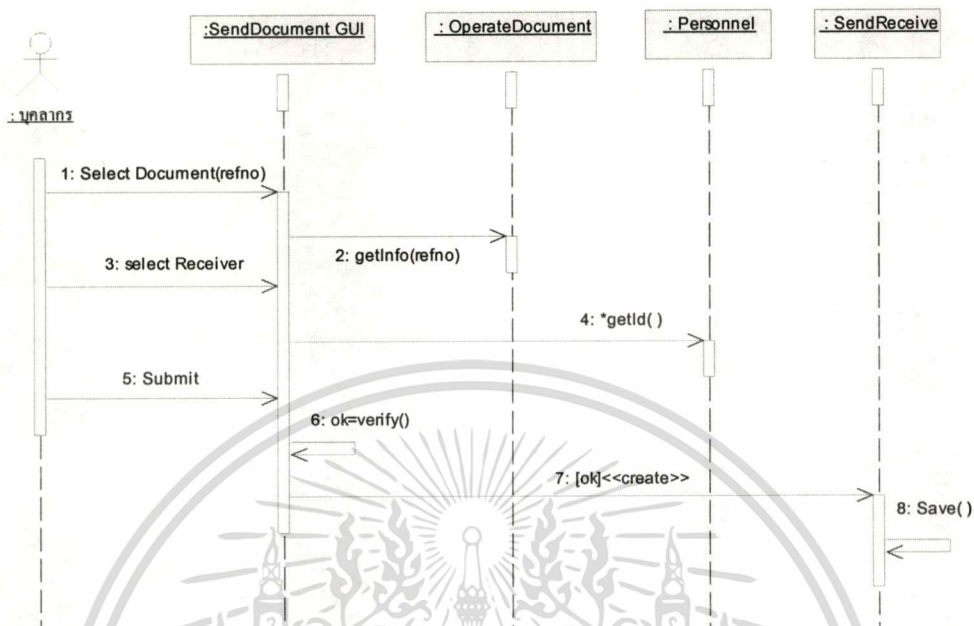 :SendDocument GUI
: OperateDocument
: Personnel
: SendReceive
: บุคลากร
1: Select Document(refno)
2: getInfo(refno)
3: select Receiver
4: *getId( )
5: Submit
6: ok=verify()
7: [ok]<<create>>
8: Save( )